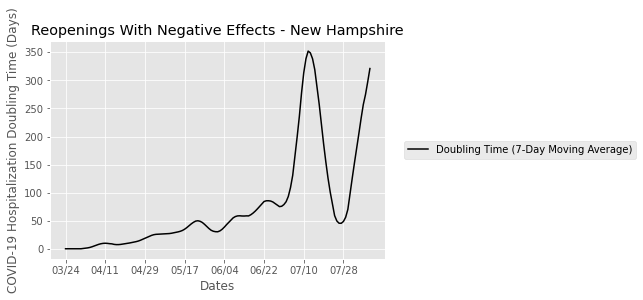 Reopenings With Negative Effects - New Hampshire
COVID-19 Hospitalization Doubling Time (Days)
350
300
250
200
150
100
50
0
03/24 04/11 04/29 05/17 06/04 06/22 07/10 07/28
Dates
Doubling Time (7-Day Moving Average)